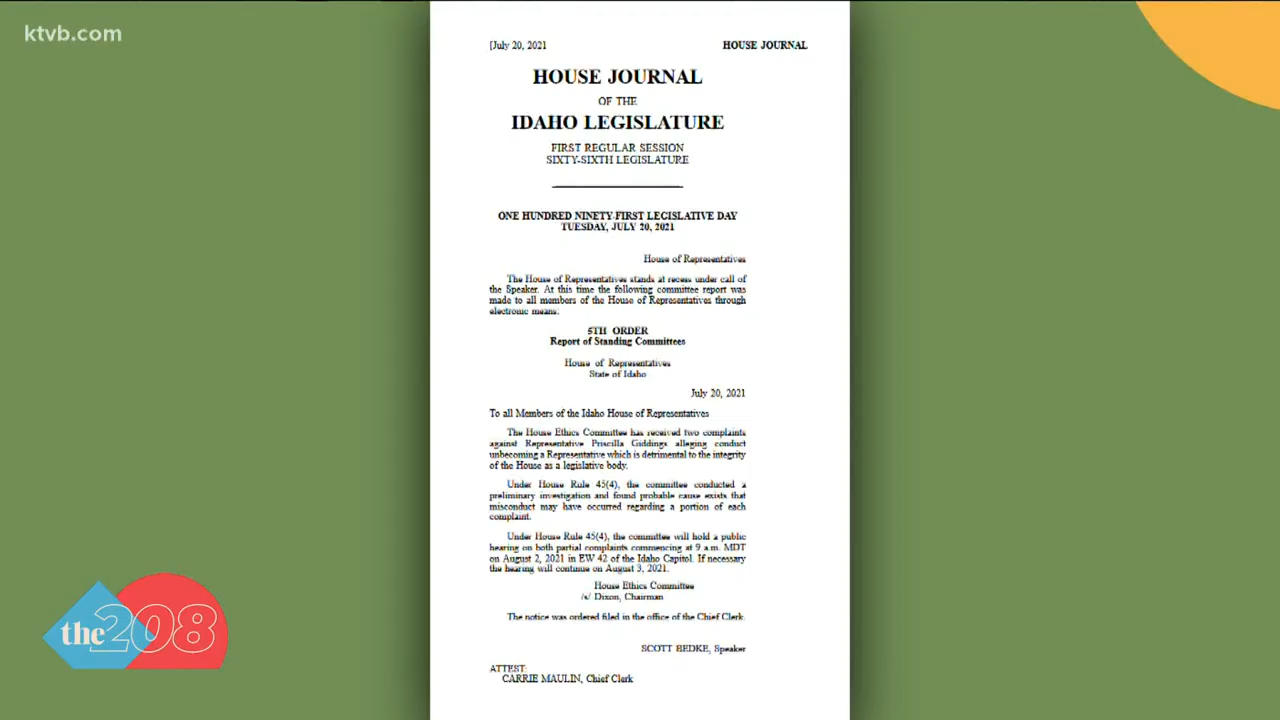 ktvb.com
[July 20, 2021 HOUSE JOURNAL
HOUSE JOURNAL
OF THE
IDAHO LEGISLATURE
FIRST REGULAR SESSION
SIXTY-SIXTH LEGISLATURE
ONE HUNDRED NINETY-FIRST LEGISLATIVE DAY
TUESDAY, JULY 20, 2021
House of Representatives
The House of Representatives stands at recess under call of
the Speaker. At this time the following committee report was
made to all members of the House of Representatives through
electronic means.
5TH ORDER
Report of Standing Committees
House of Representatives
State of Idaho
July 20, 2021
To all Members of the Idaho House of Representatives
The House Ethics Committee has received two complaints
against Representative Priscilla Giddings alleging conduct
unbecoming a Representative which is detrimental to the integrity
of the House as a legislative body.
Under House Rule 45(4), the committee conducted a
preliminary investigation and found probable cause exists that
misconduct may have occurred regarding a portion of each
complaint.
Under House Rule 45(4), the committee will hold a public
hearing on both partial complaints commencing at 9 a.m. MDT
on August 2, 2021 in EW 42 of the Idaho Capitol. If necessary
the hearing will continue on August 3, 2021.
House Ethics Committee
/s/ Dixon, Chairman
The notice was ordered filed in the office of the Chief Clerk.
SCOTT BEDKE, Speaker
ATTEST:
CARRIE MAULIN, Chief Clerk
the 208